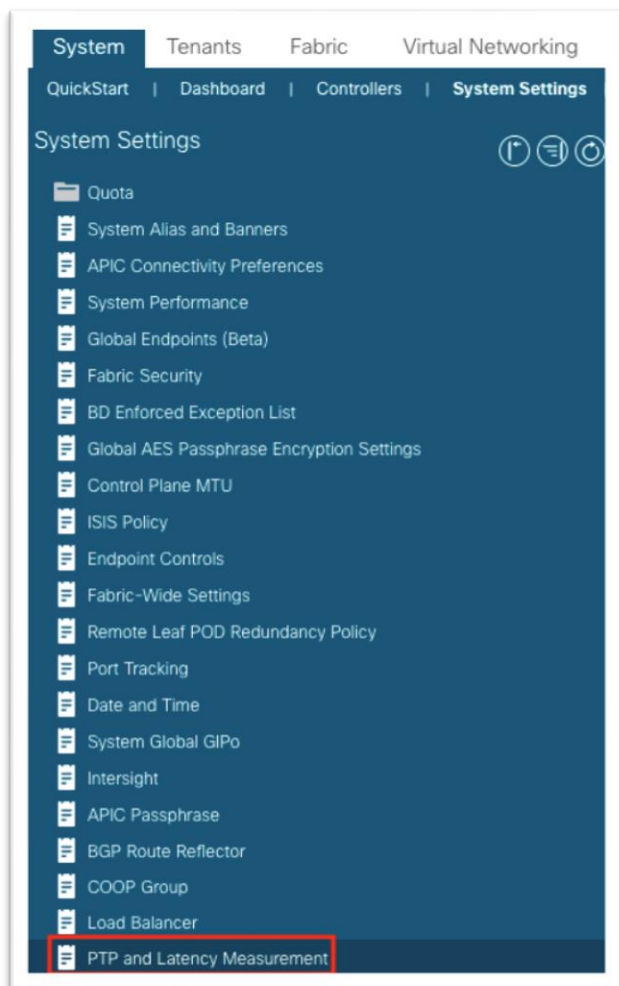 System Tenants Fabric Virtual Networking
QuickStart | Dashboard | Controllers | System Settings
System Settings
Quota
System Alias and Banners
APIC Connectivity Preferences
System Performance
Global Endpoints (Beta)
Fabric Security
BD Enforced Exception List
Global AES Passphrase Encryption Settings
Control Plane MTU
ISIS Policy
Endpoint Controls
Fabric-Wide Settings
Remote Leaf POD Redundancy Policy
Port Tracking
Date and Time
System Global GIPo
Intersight
APIC Passphrase
BGP Route Reflector
COOP Group
Load Balancer
PTP and Latency Measurement